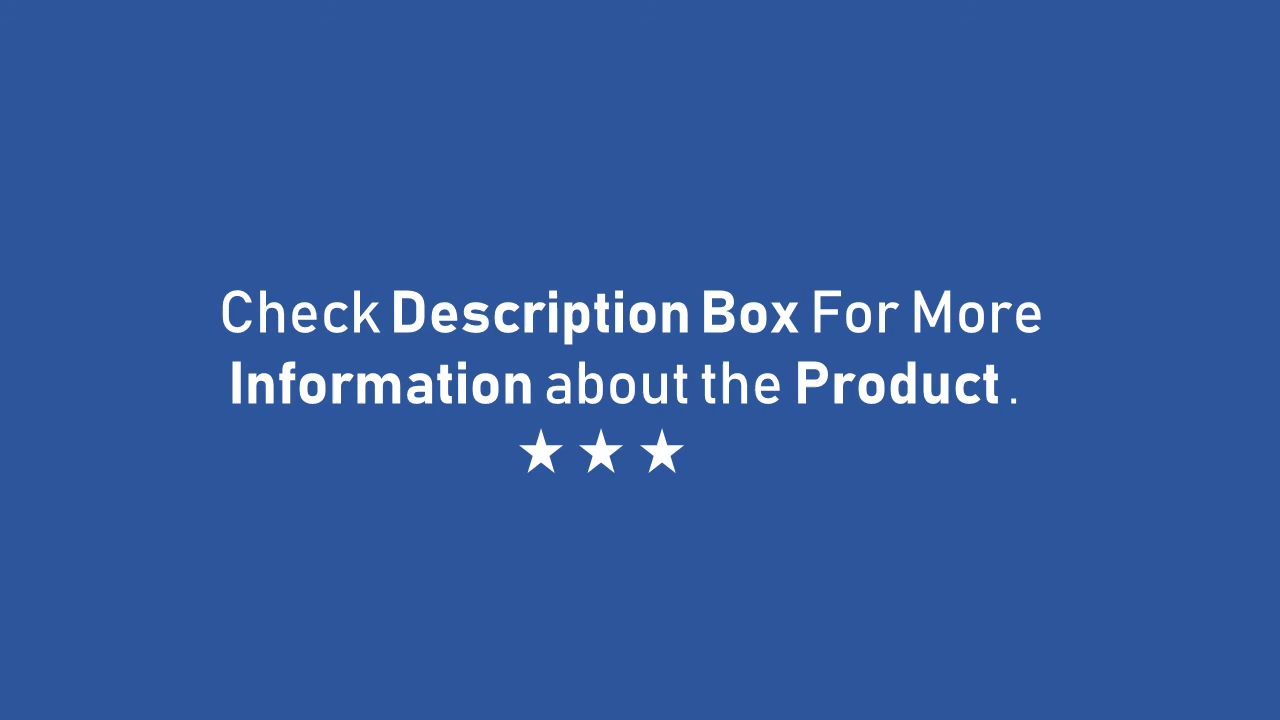 Check Description Box For More
Information about the Product .
★ ★ ★